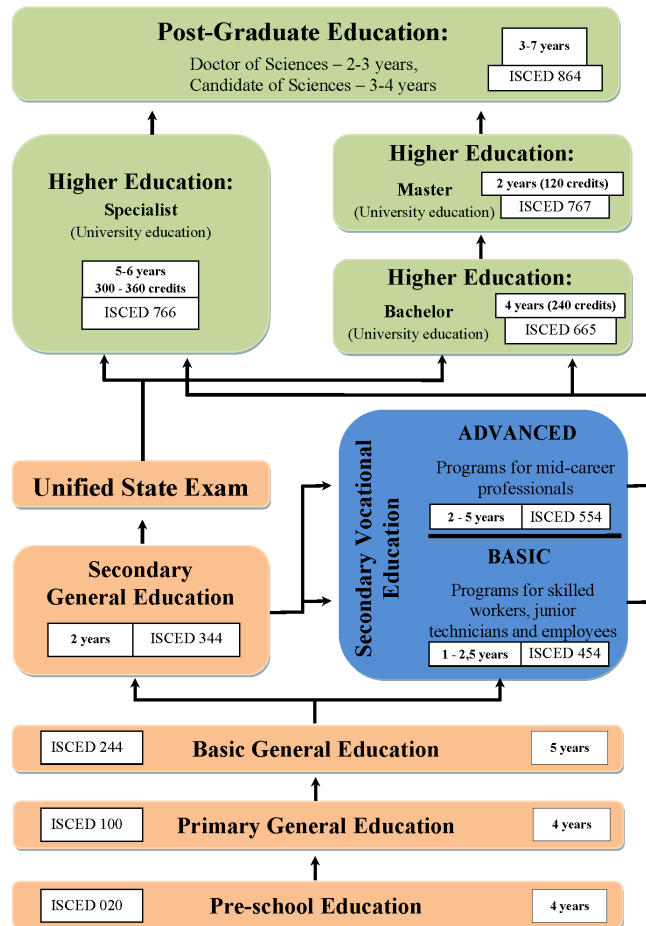 Post-Graduate Education:
Doctor of Sciences – 2-3 years,
Candidate of Sciences – 3-4 years
3-7 years
ISCED 864
Higher Education:
Specialist
(University education)
5-6 years
300 - 360 credits
ISCED 766
Higher Education:
Master
(University education)
2 years (120 credits)
ISCED 767
Higher Education:
Bachelor
(University education)
4 years (240 credits)
ISCED 665
Unified State Exam
Secondary
General Education
2 years
ISCED 344
Secondary Vocational
Education
ADVANCED
Programs for mid-career
professionals
2 - 5 years
ISCED 554
BASIC
Programs for skilled
workers, junior
technicians and employees
1 - 2,5 years
ISCED 454
ISCED 244
Basic General Education
5 years
ISCED 100
Primary General Education
4 years
ISCED 020
Pre-school Education
4 years